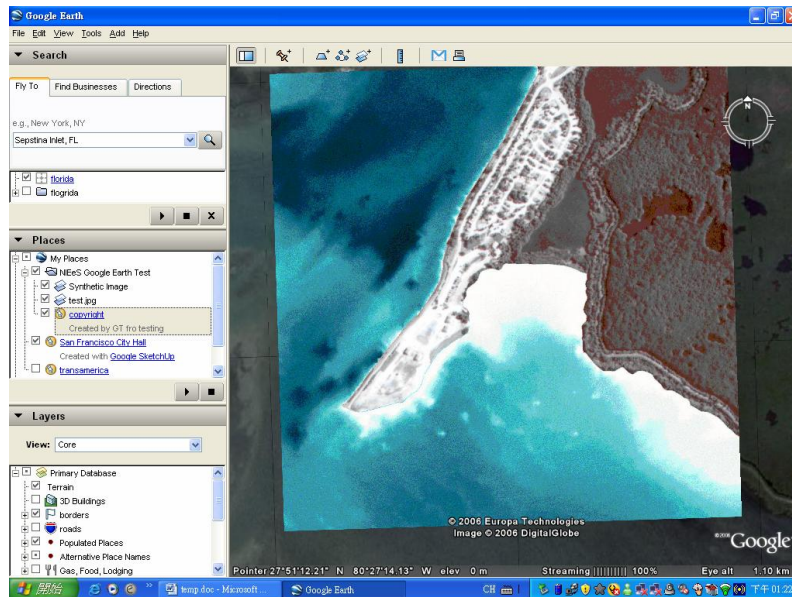 Google Earth
File Edit View Tools Add Help
Search
Fly To Find Businesses Directions
e.g., New York, NY
Sepstina Inlet, FL
florida
flogrida
Places
My Places
NIEeS Google Earth Test
Synthetic Image
test.jpg
copyright
Created by GT fro testing
San Francisco City Hall
Created with Google SketchUp
transamerica
Layers
View: Core
Primary Database
Terrain
3D Buildings
borders
roads
Populated Places
Alternative Place Names
Gas, Food, Lodging
N
© 2006 Europa Technologies
Image © 2006 DigitalGlobe
©2006 Google
Pointer 27°51'12.21" N 80°27'14.13" W elev 0 m Streaming |||||||||| 100% Eye alt 1.10 km
開始 temp.doc - Microsoft ... Google Earth CH 下午 01:22